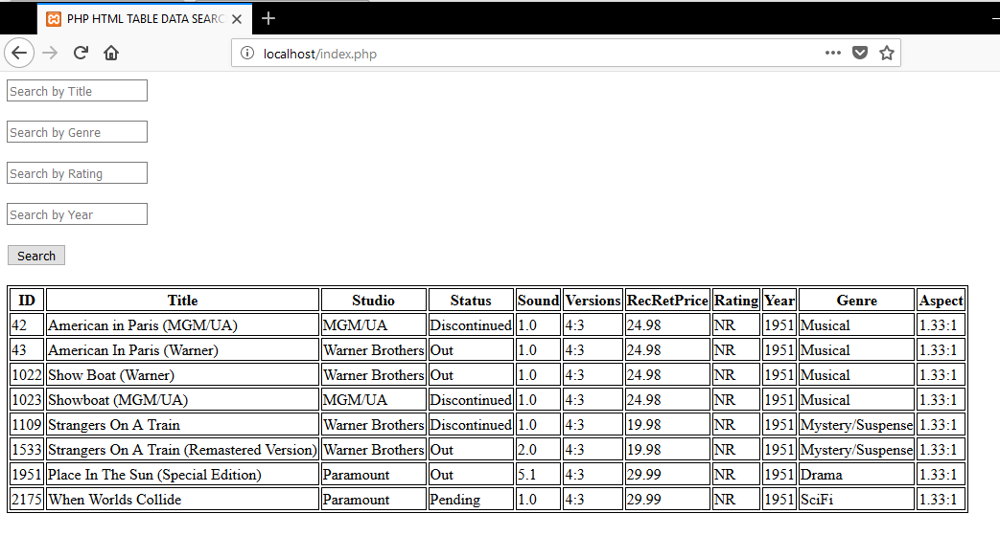 PHP HTML TABLE DATA SEARC
localhost/index.php
Search by Title
Search by Genre
Search by Rating
Search by Year
Search
ID Title Studio Status Sound Versions RecRetPrice Rating Year Genre Aspect
42 American in Paris (MGM/UA) MGM/UA Discontinued 1.0 4:3 24.98 NR 1951 Musical 1.33:1
43 American In Paris (Warner) Warner Brothers Out 1.0 4:3 24.98 NR 1951 Musical 1.33:1
1022 Show Boat (Warner) Warner Brothers Out 1.0 4:3 24.98 NR 1951 Musical 1.33:1
1023 Showboat (MGM/UA) MGM/UA Discontinued 1.0 4:3 24.98 NR 1951 Musical 1.33:1
1109 Strangers On A Train Warner Brothers Discontinued 1.0 4:3 19.98 NR 1951 Mystery/Suspense 1.33:1
1533 Strangers On A Train (Remastered Version) Warner Brothers Out 2.0 4:3 19.98 NR 1951 Mystery/Suspense 1.33:1
1951 Place In The Sun (Special Edition) Paramount Out 5.1 4:3 29.99 NR 1951 Drama 1.33:1
2175 When Worlds Collide Paramount Pending 1.0 4:3 29.99 NR 1951 SciFi 1.33:1